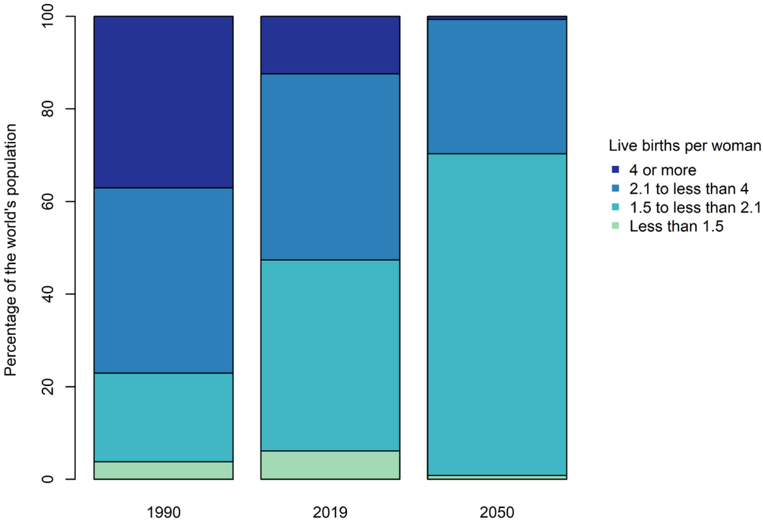 Percentage of the world's population
100
80
60
40
20
0
1990
2019
2050
Live births per woman
4 or more
2.1 to less than 4
1.5 to less than 2.1
Less than 1.5